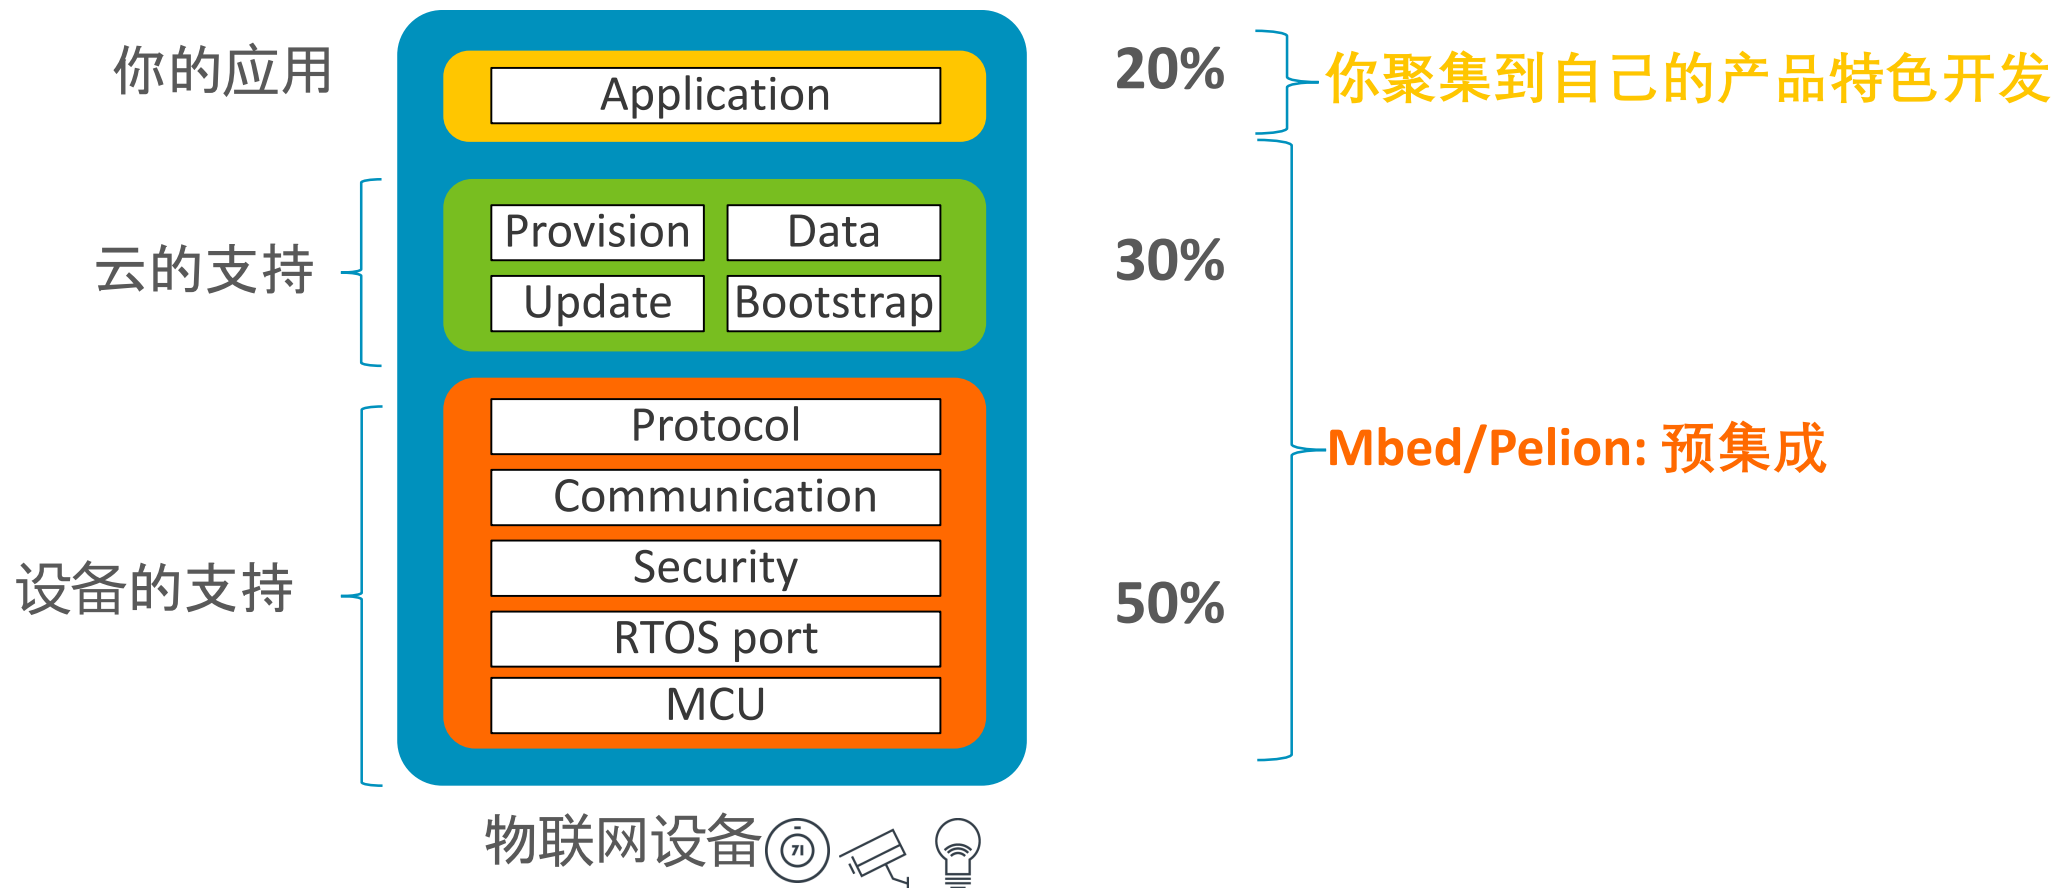 你的应用
Application
20%
你聚集到自己的产品特色开发
云的支持
Provision
Data
Update
Bootstrap
30%
设备的支持
Protocol
Communication
Security
RTOS port
MCU
50%
Mbed/Pelion: 预集成
物联网设备
71